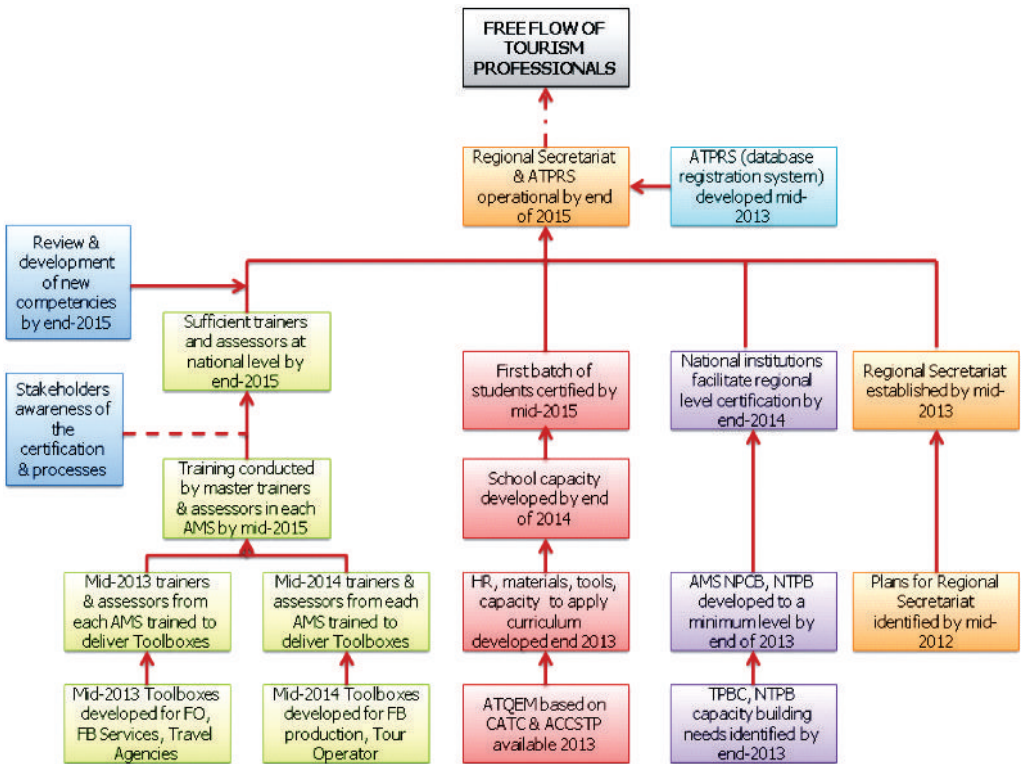 FREE FLOW OF
TOURISM
PROFESSIONALS
Regional Secretariat
& ATPRS
operational by end
of 2015
ATPRS (database
registration system)
developed mid-
2013
Review &
development
of new
competencies
by end-2015
Sufficient trainers
and assessors at
national level by
end-2015
First batch of
students certified by
mid-2015
National institutions
facilitate regional
level certification by
end-2014
Regional Secretariat
established by mid-
2013
Stakeholders
awareness of
the
certification
& processes
Training conducted
by master trainers
& assessors in each
AMS by mid-2015
School capacity
developed by end
of 2014
Mid-2013 trainers
& assessors from
each AMS trained to
deliver Toolboxes
Mid-2014 trainers &
assessors from each
AMS trained to
deliver Toolboxes
HR, materials, tools,
capacity to apply
curriculum
developed end 2013
AMS NPCB, NTPB
developed to a
minimum level by
end of 2013
Plans for Regional
Secretariat
identified by mid-
2012
Mid-2013 Toolboxes
developed for FO,
FB Services, Travel
Agencies
Mid-2014 Toolboxes
developed for FB
production, Tour
Operator
ATQEM based on
CATC & ACCSTP
available 2013
TPBC, NTPB
capacity building
needs identified by
end-2013